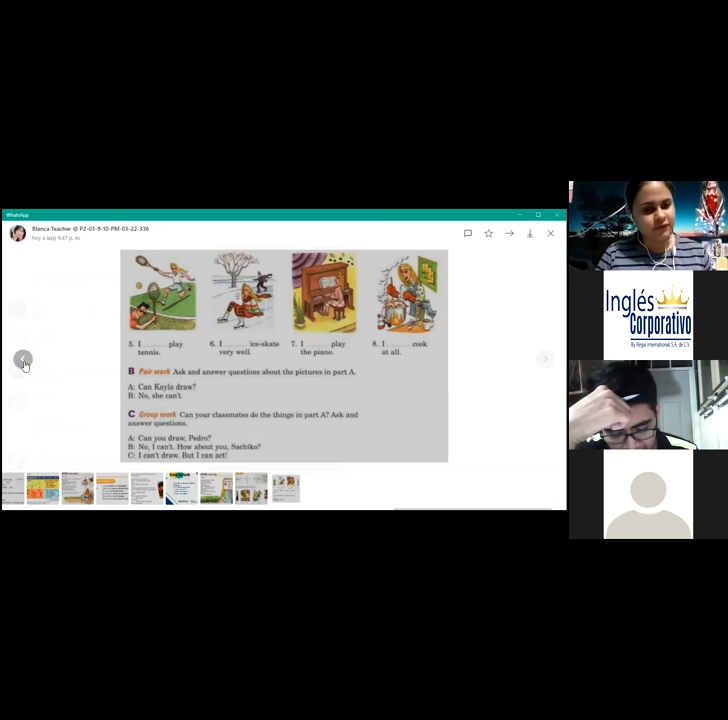 WhatsApp
Blanca Teacher @ P2-03-9-10-PM-03-22-336
hoy a la(s) 9:47 p. m.
5. I ........ play tennis.
6. I ........ ice-skate very well.
7. I ........ play the piano.
8. I ........ cook at all.
B Pair work Ask and answer questions about the pictures in part A.
A: Can Kayla draw?
B: No, she can't.
C Group work Can your classmates do the things in part A? Ask and
answer questions.
A: Can you draw, Pedro?
B: No, I can't. How about you, Sachiko?
C: I can't draw. But I can act!
Inglés
Corporativo
By Regal International S.A. de C.V.